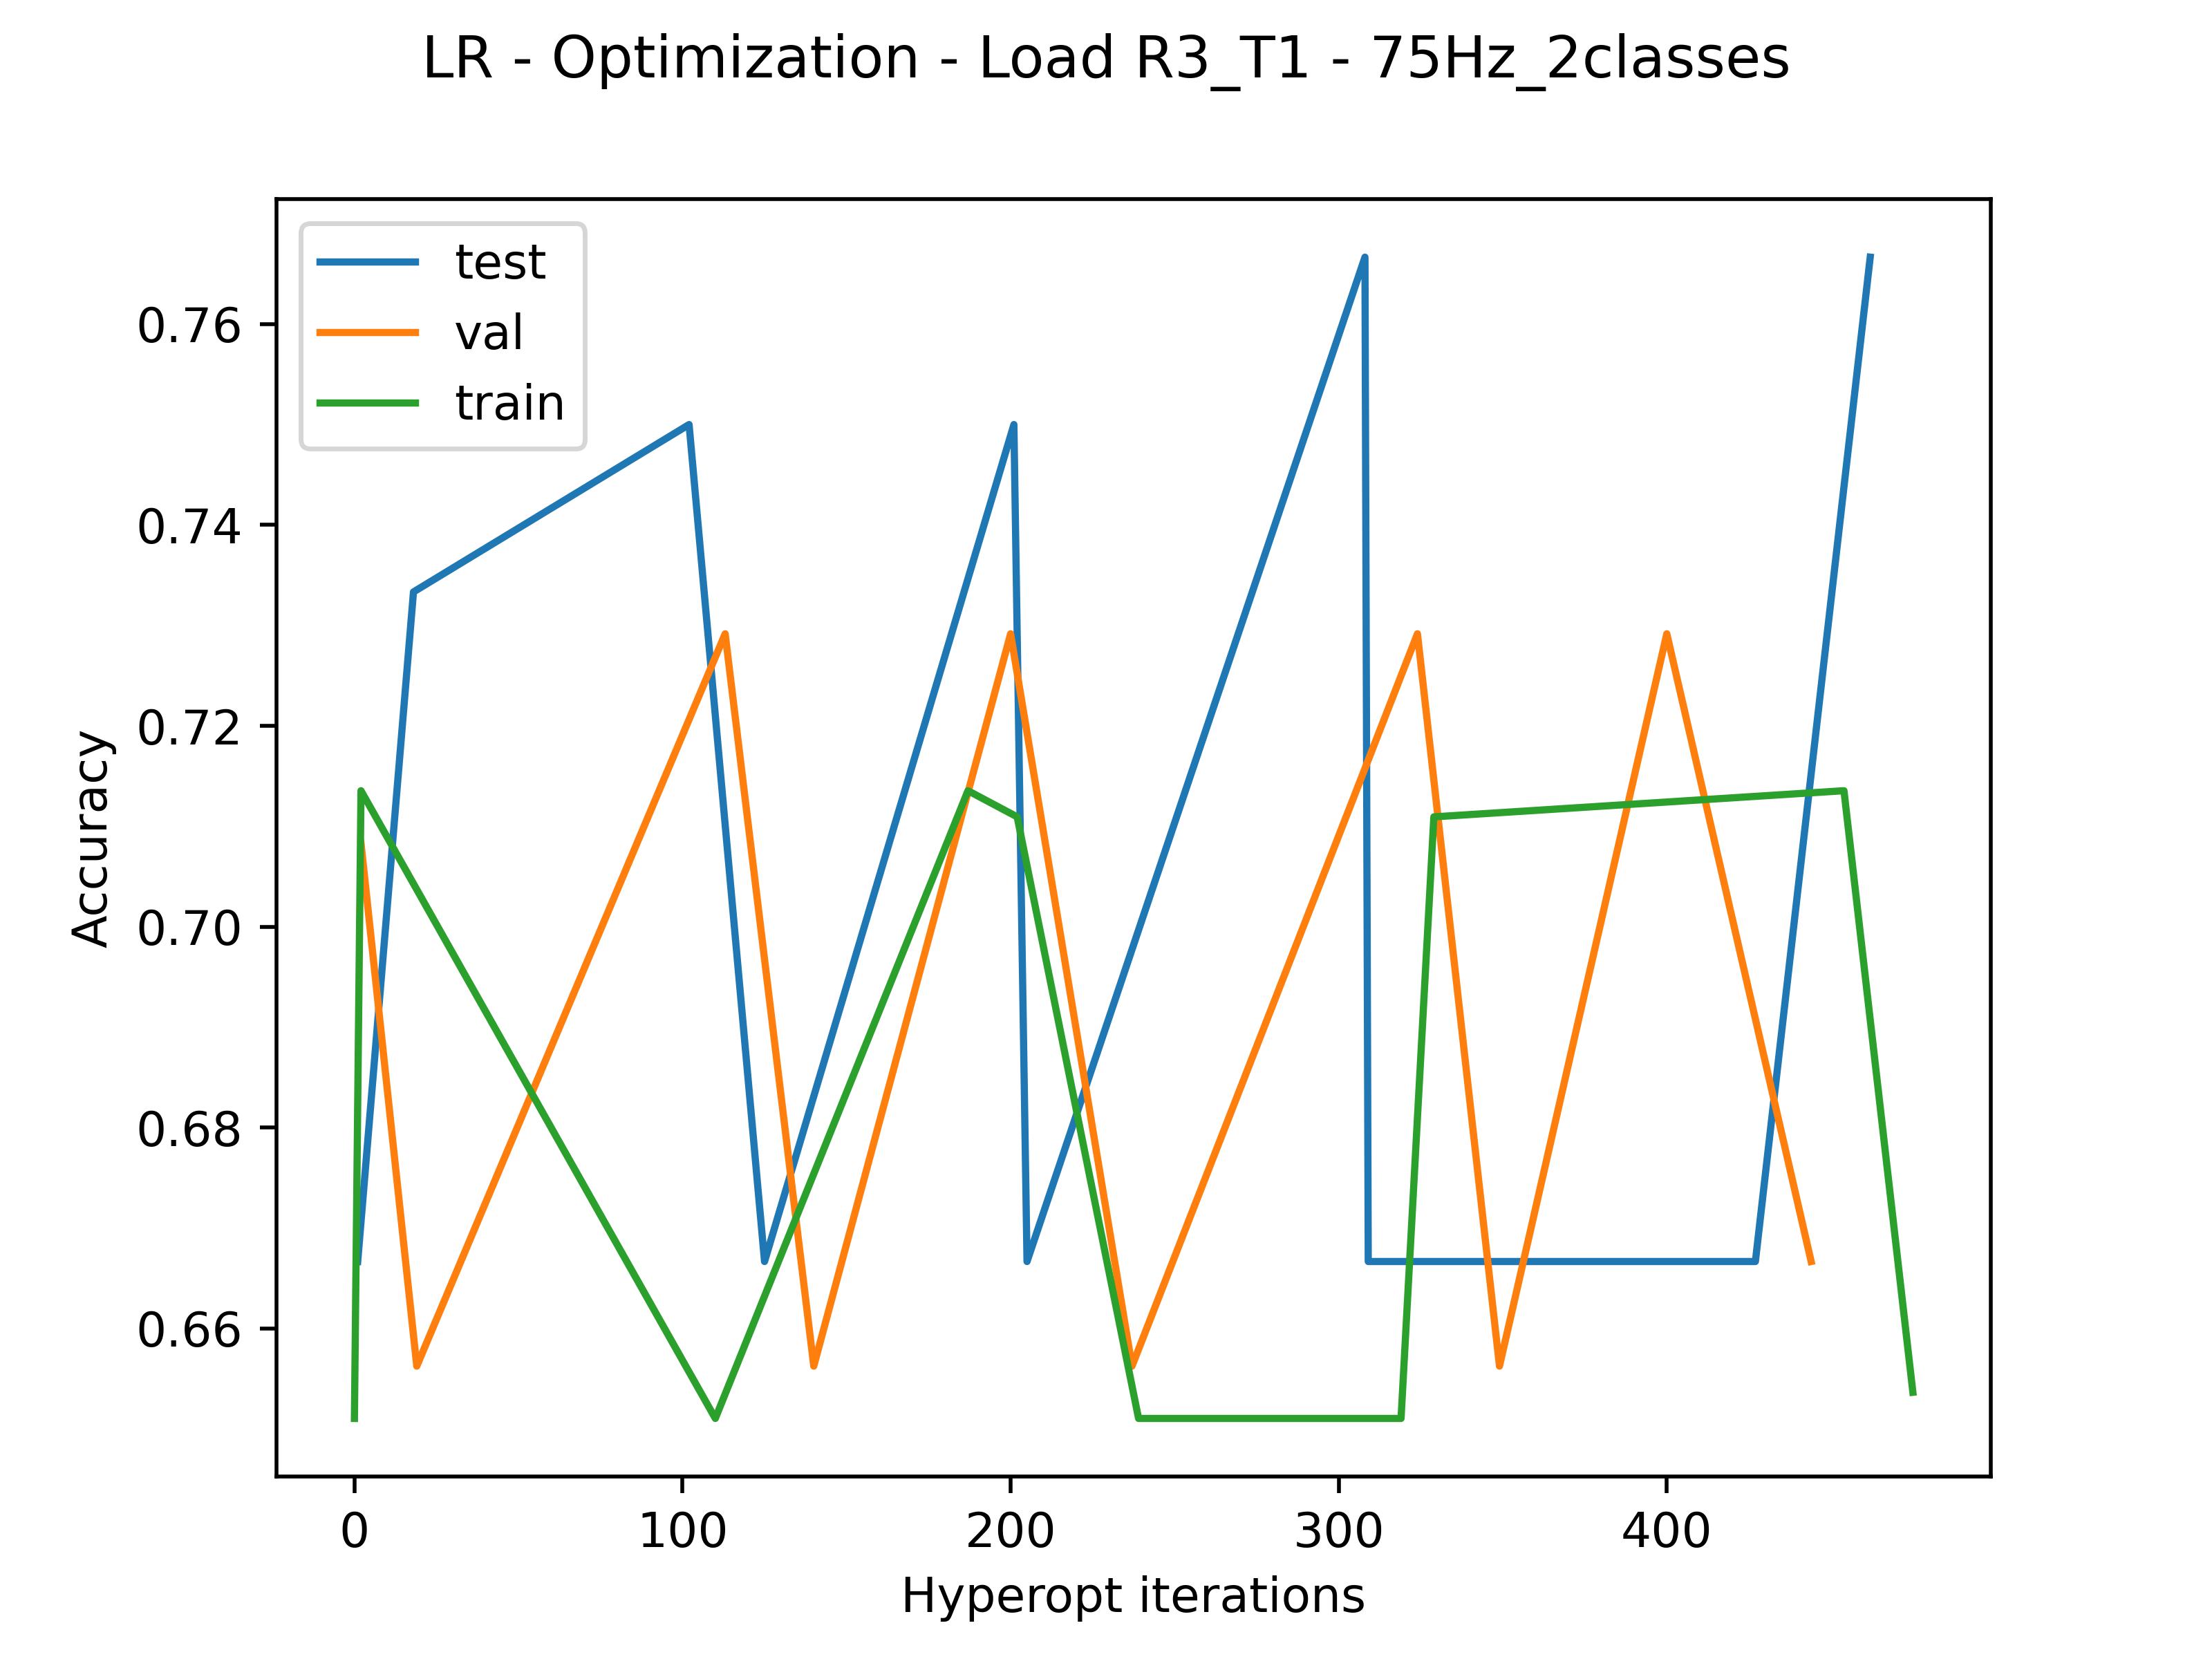 LR - Optimization - Load R3_T1 - 75Hz_2classes
test
val
train
0.76
0.74
0.72
0.70
0.68
0.66
Accuracy
0 100 200 300 400
Hyperopt iterations